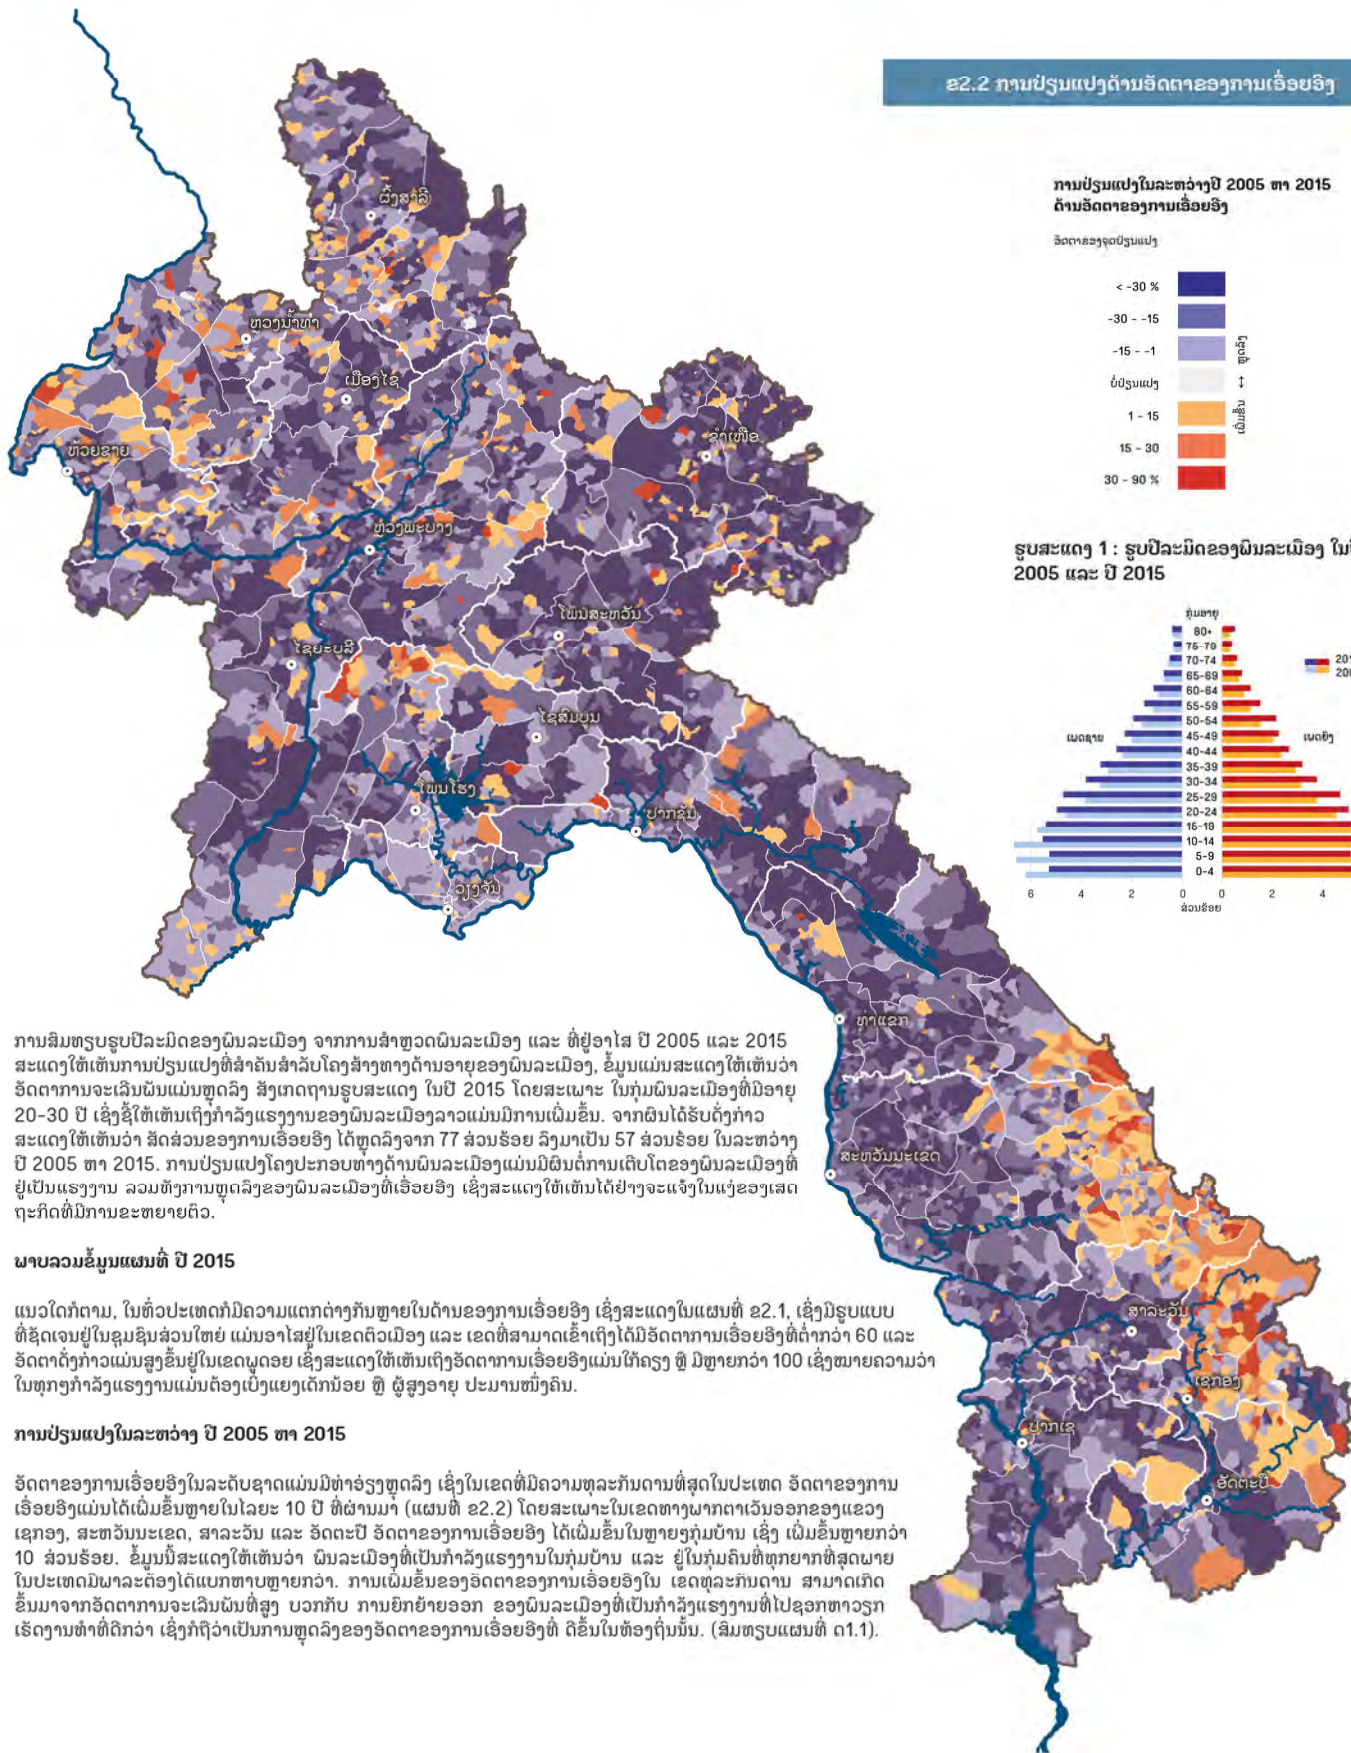 ຂ2.2 ການປ່ຽນແປງດ້ານອັດຕາຂອງການເອື່ອຍອີງ
ການປ່ຽນແປງໃນລະຫວ່າງປີ 2005 ຫາ 2015
ດ້ານອັດຕາຂອງການເອື່ອຍອີງ
ອັດຕາຂອງຈຸດປ່ຽນແປງ
< -30 %
-30 - -15
-15 - -1
ບໍ່ປ່ຽນແປງ
1 - 15
15 - 30
30 - 90 %
ຫຼຸດລົງ
↔
ເພີ່ມຂຶ້ນ
ຜົ້ງສາລີ
ຫຼວງນ້ຳທາ
ເມືອງໄຊ
ຫ້ວຍຊາຍ
ຊຳເໜືອ
ຫຼວງພະບາງ
ໂພນສະຫວັນ
ໄຊຍະບູລີ
ໄຊສົມບູນ
ໂພນໂຮງ
ປາກຊັນ
ວຽງຈັນ
ທ່າແຂກ
ສະຫວັນນະເຂດ
ສາລະວັນ
ເຊກອງ
ປາກເຊ
ອັດຕະປື
ຮູບສະແດງ 1 : ຮູບປີລະມິດຂອງພົນລະເມືອງ ໃນປີ
2005 ແລະ ປີ 2015
ກຸ່ມອາຍຸ
80+
75-79
70-74
65-69
60-64
55-59
50-54
45-49
40-44
35-39
30-34
25-29
20-24
15-19
10-14
5-9
0-4
ເພດຊາຍ
ເພດຍິງ
6 4 2 0 0 2 4
ສ່ວນຮ້ອຍ
ການສົມທຽບຮູບປີລະມິດຂອງພົນລະເມືອງ ຈາກການສຳຫຼວດພົນລະເມືອງ ແລະ ທີ່ຢູ່ອາໄສ ປີ 2005 ແລະ 2015
ສະແດງໃຫ້ເຫັນການປ່ຽນແປງທີ່ສຳຄັນສຳລັບໂຄງສ້າງທາງດ້ານອາຍຸຂອງພົນລະເມືອງ, ຂໍ້ມູນແມ່ນສະແດງໃຫ້ເຫັນວ່າ
ອັດຕາການຈະເລີນພັນແມ່ນຫຼຸດລົງ ສັງເກດຖານຮູບສະແດງ ໃນປີ 2015 ໂດຍສະເພາະ ໃນກຸ່ມພົນລະເມືອງທີ່ມີອາຍຸ
20-30 ປີ ເຊິ່ງຊີ້ໃຫ້ເຫັນເຖິງກຳລັງແຮງງານຂອງພົນລະເມືອງລາວແມ່ນມີການເພີ່ມຂຶ້ນ. ຈາກຜົນໄດ້ຮັບດັ່ງກ່າວ
ສະແດງໃຫ້ເຫັນວ່າ ສັດສ່ວນຂອງການເອື່ອຍອີງ ໄດ້ຫຼຸດລົງຈາກ 77 ສ່ວນຮ້ອຍ ລົງມາເປັນ 57 ສ່ວນຮ້ອຍ ໃນລະຫວ່າງ
ປີ 2005 ຫາ 2015. ການປ່ຽນແປງໂຄງປະກອບທາງດ້ານພົນລະເມືອງແມ່ນມີຜົນຕໍ່ການເຕີບໂຕຂອງພົນລະເມືອງທີ່
ຢູ່ເປັນແຮງງານ ລວມທັງການຫຼຸດລົງຂອງພົນລະເມືອງທີ່ເອື່ອຍອີງ ເຊິ່ງສະແດງໃຫ້ເຫັນໄດ້ຢ່າງຈະແຈ້ງໃນແງ່ຂອງເສດ
ຖະກິດທີ່ມີການຂະຫຍາຍຕົວ.
ພາບລວມຂໍ້ມູນແຜນທີ່ ປີ 2015
ແນວໃດກໍຕາມ, ໃນທົ່ວປະເທດກໍມີຄວາມແຕກຕ່າງກັນຫຼາຍໃນດ້ານຂອງການເອື່ອຍອີງ ເຊິ່ງສະແດງໃນແຜນທີ່ ຂ2.1, ເຊິ່ງມີຮູບແບບ
ທີ່ຊັດເຈນຢູ່ໃນຊຸມຊົນສ່ວນໃຫຍ່ ແມ່ນອາໄສຢູ່ໃນເຂດຕົວເມືອງ ແລະ ເຂດທີ່ສາມາດເຂົ້າເຖິງໄດ້ມີອັດຕາການເອື່ອຍອີງທີ່ຕ່ຳກວ່າ 60 ແລະ
ອັດຕາດັ່ງກ່າວແມ່ນສູງຂຶ້ນຢູ່ໃນເຂດພູດອຍ ເຊິ່ງສະແດງໃຫ້ເຫັນເຖິງອັດຕາການເອື່ອຍອີງແມ່ນໃກ້ຄຽງ ຫຼື ມີຫຼາຍກວ່າ 100 ເຊິ່ງໝາຍຄວາມວ່າ
ໃນທຸກໆກຳລັງແຮງງານແມ່ນຕ້ອງເບິ່ງແຍງເດັກນ້ອຍ ຫຼື ຜູ້ສູງອາຍຸ ປະມານໜຶ່ງຄົນ.
ການປ່ຽນແປງໃນລະຫວ່າງ ປີ 2005 ຫາ 2015
ອັດຕາຂອງການເອື່ອຍອີງໃນລະດັບຊາດແມ່ນມີທ່າອ່ຽງຫຼຸດລົງ ເຊິ່ງໃນເຂດທີ່ມີຄວາມທຸລະກັນດານທີ່ສຸດໃນປະເທດ ອັດຕາຂອງການ
ເອື່ອຍອີງແມ່ນໄດ້ເພີ່ມຂຶ້ນຫຼາຍໃນໄລຍະ 10 ປີ ທີ່ຜ່ານມາ (ແຜນທີ່ ຂ2.2) ໂດຍສະເພາະໃນເຂດທາງພາກຕາເວັນອອກຂອງແຂວງ
ເຊກອງ, ສະຫວັນນະເຂດ, ສາລະວັນ ແລະ ອັດຕະປື ອັດຕາຂອງການເອື່ອຍອີງ ໄດ້ເພີ່ມຂຶ້ນໃນຫຼາຍໆກຸ່ມບ້ານ ເຊິ່ງ ເພີ່ມຂຶ້ນຫຼາຍກວ່າ
10 ສ່ວນຮ້ອຍ. ຂໍ້ມູນນີ້ສະແດງໃຫ້ເຫັນວ່າ ພົນລະເມືອງທີ່ເປັນກຳລັງແຮງງານໃນກຸ່ມບ້ານ ແລະ ຢູ່ໃນກຸ່ມຄົນທີ່ທຸກຍາກທີ່ສຸດພາຍ
ໃນປະເທດມີພາລະຕ້ອງໄດ້ແບກຫາບຫຼາຍກວ່າ. ການເພີ່ມຂຶ້ນຂອງອັດຕາຂອງການເອື່ອຍອີງໃນ ເຂດທຸລະກັນດານ ສາມາດເກີດ
ຂຶ້ນມາຈາກອັດຕາການຈະເລີນພັນທີ່ສູງ ບວກກັບ ການຍົກຍ້າຍອອກ ຂອງພົນລະເມືອງທີ່ເປັນກຳລັງແຮງງານທີ່ໄປຊອກຫາວຽກ
ເຮັດງານທຳທີ່ດີກວ່າ ເຊິ່ງກໍຖືວ່າເປັນການຫຼຸດລົງຂອງອັດຕາຂອງການເອື່ອຍອີງທີ່ ດີຂຶ້ນໃນທ້ອງຖິ່ນນັ້ນ. (ສົມທຽບແຜນທີ່ ດ1.1).